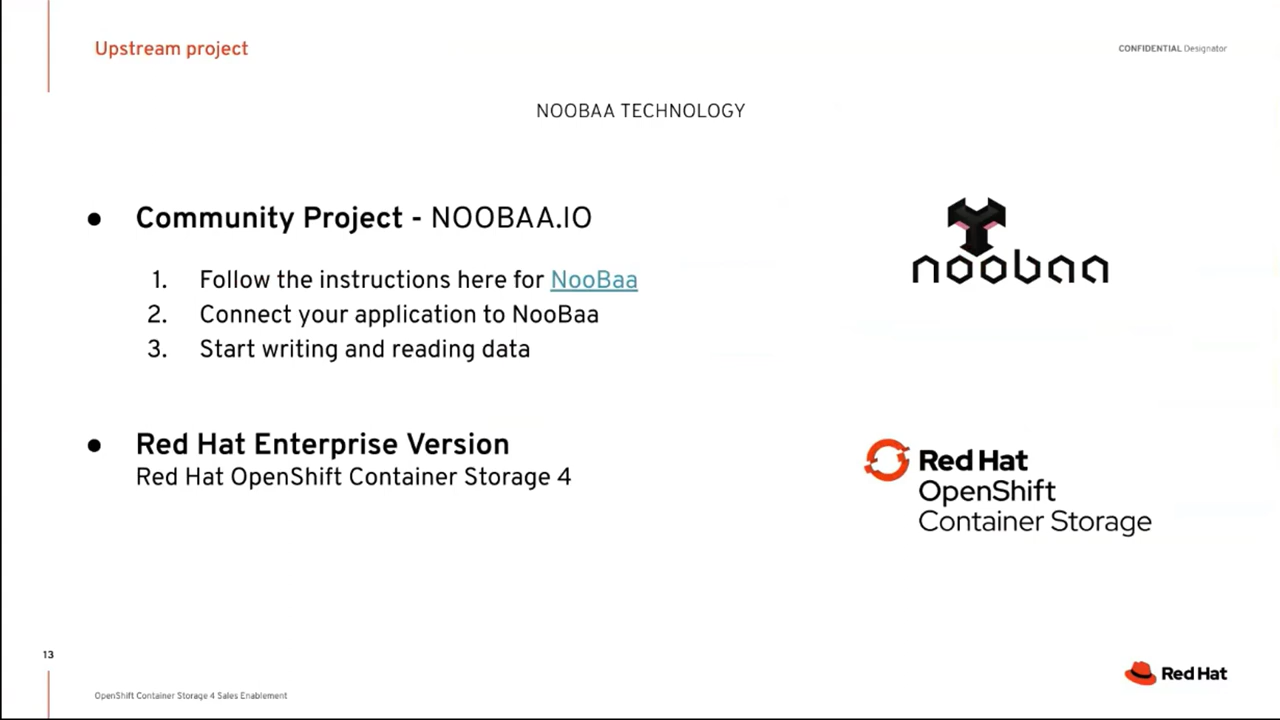 Upstream project
CONFIDENTIAL Designator
NOOBAA TECHNOLOGY
● Community Project - NOOBAA.IO
1. Follow the instructions here for NooBaa
2. Connect your application to NooBaa
3. Start writing and reading data
noobaa
● Red Hat Enterprise Version
Red Hat OpenShift Container Storage 4
Red Hat
OpenShift
Container Storage
13
OpenShift Container Storage 4 Sales Enablement
Red Hat